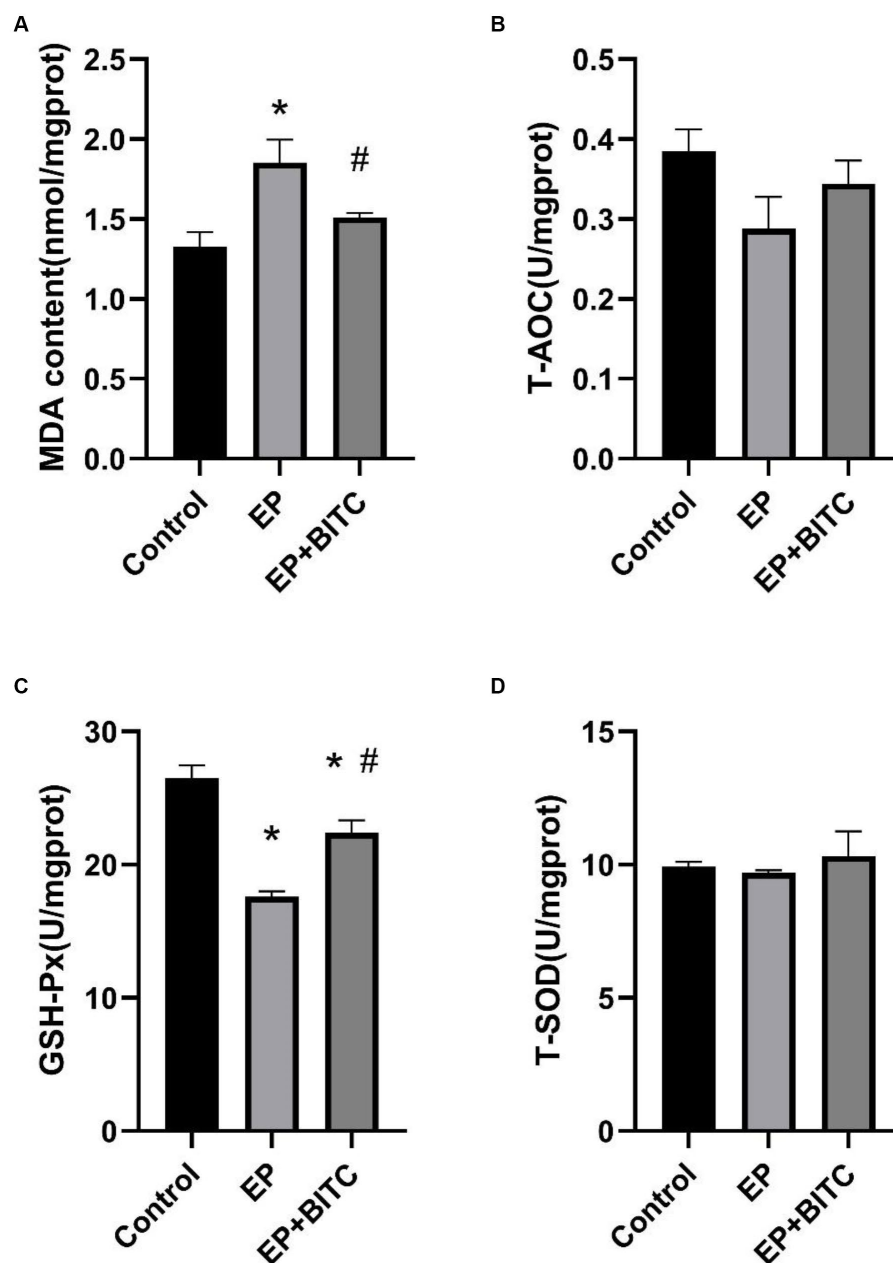 A
MDA content(nmol/mgprot)
2.5
2.0
1.5
1.0
0.5
0.0
*
#
Control
EP
EP+BITC
B
T-AOC(U/mgprot)
0.5
0.4
0.3
0.2
0.1
0.0
Control
EP
EP+BITC
C
GSH-Px(U/mgprot)
30
20
10
0
*
* #
Control
EP
EP+BITC
D
T-SOD(U/mgprot)
15
10
5
0
Control
EP
EP+BITC